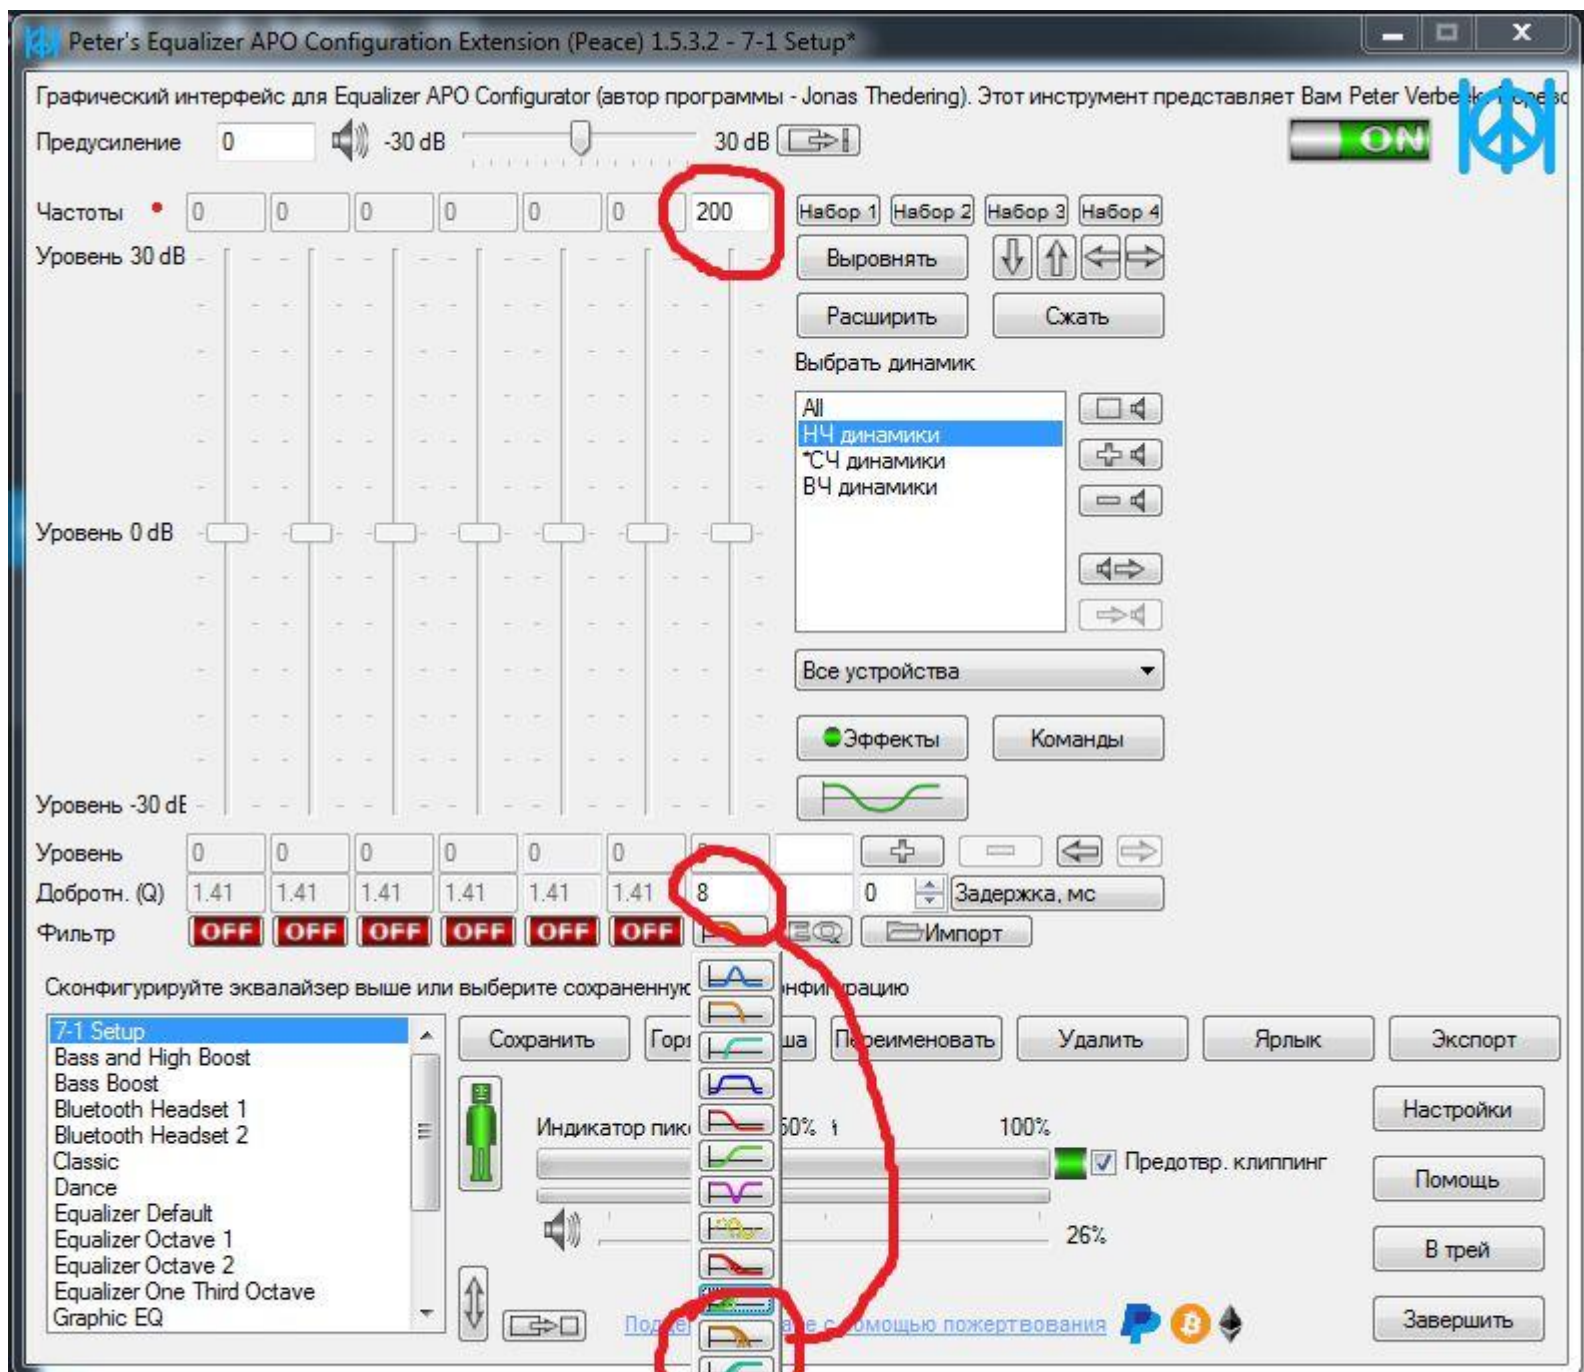 Peter's Equalizer APO Configuration Extension (Peace) 1.5.3.2 - 7-1 Setup*
Графический интерфейс для Equalizer APO Configurator (автор программы - Jonas Thedering). Этот инструмент представляет Вам Peter
Предусиление 0 -30 dB 30 dB ON
Частоты 0 0 0 0 0 0 200 Набор 1 Набор 2 Набор 3 Набор 4
Уровень 30 dB Выровнять
Расширить Сжать
Выбрать динамик
All
НЧ динамики
*СЧ динамики
ВЧ динамики
Уровень 0 dB
Все устройства
Эффекты Команды
Уровень -30 dB
Уровень 0 0 0 0 0 0
Добротн. (Q) 1.41 1.41 1.41 1.41 1.41 1.41 8 0 Задержка, мс
Фильтр OFF OFF OFF OFF OFF OFF EQ Импорт
Сконфигурируйте эквалайзер выше или выберите сохраненную
7-1 Setup
Bass and High Boost
Bass Boost
Bluetooth Headset 1
Bluetooth Headset 2
Classic
Dance
Equalizer Default
Equalizer Octave 1
Equalizer Octave 2
Equalizer One Third Octave
Graphic EQ
Сохранить Переименовать Удалить Ярлык Экспорт
Индикатор 50% 100%
Предотвр. клиппинг
26%
с помощью пожертвования
Настройки
Помощь
В трей
Завершить